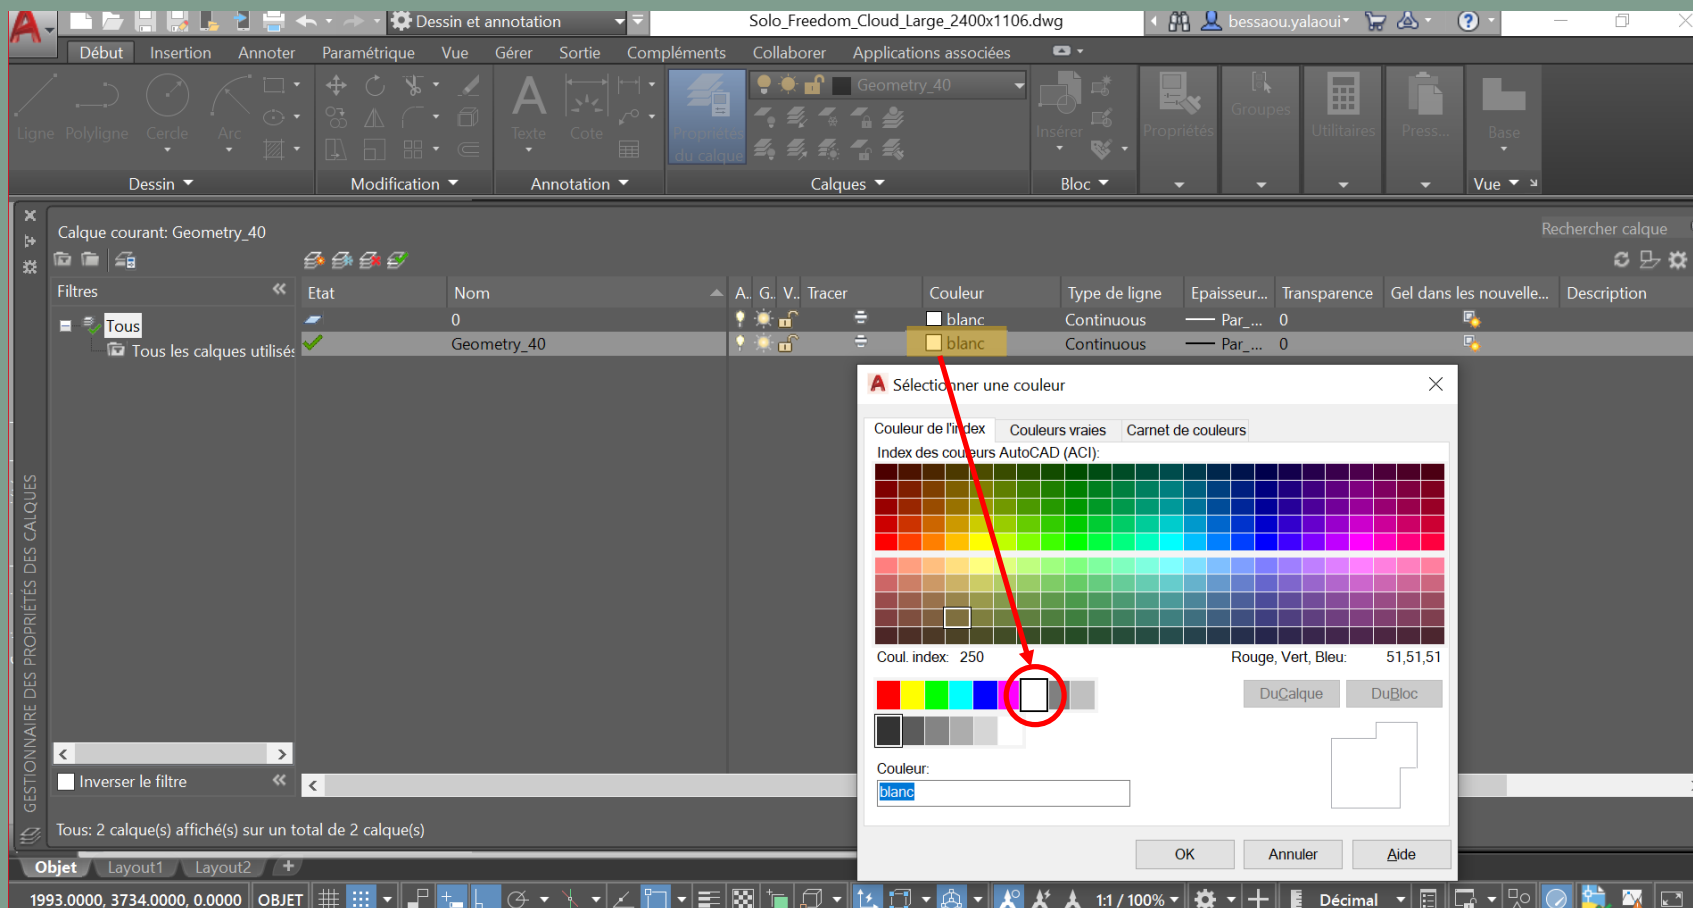 Dessin et annotation
Solo_Freedom_Cloud_Large_2400x1106.dwg
bessaou.yalaoui
Début Insertion Annoter Paramétrique Vue Gérer Sortie Compléments Collaborer Applications associées
Geometry_40
Ligne Polyligne Cercle Arc
Texte Cote
Propriétés
du calque
Insérer
Propriétés
Groupes
Utilitaires
Press...
Base
Dessin Modification Annotation Calques Bloc Vue
Calque courant: Geometry_40
Rechercher calque
Filtres
Etat Nom A.. G.. V.. Tracer Couleur Type de ligne Epaisseur... Transparence Gel dans les nouvelle... Description
Tous
Tous les calques utilisés
0 blanc Continuous Par_... 0
Geometry_40 blanc Continuous Par_... 0
Sélectionner une couleur
Couleur de l'index Couleurs vraies Carnet de couleurs
Index des couleurs AutoCAD (ACI):
Coul. index: 250
Rouge, Vert, Bleu: 51,51,51
DuCalque DuBloc
Couleur:
blanc
OK Annuler Aide
GESTIONNAIRE DES PROPRIÉTÉS DES CALQUES
Inverser le filtre
Tous: 2 calque(s) affiché(s) sur un total de 2 calque(s)
Objet Layout1 Layout2 +
1993.0000, 3734.0000, 0.0000 OBJET
1:1 / 100%
Décimal